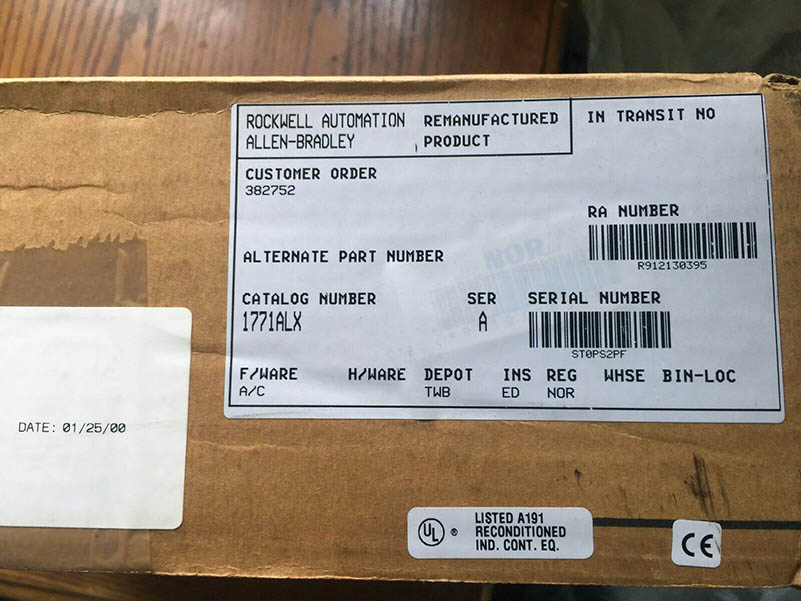 ROCKWELL AUTOMATION REMANUFACTURED
ALLEN-BRADLEY PRODUCT
IN TRANSIT NO
CUSTOMER ORDER
382752
RA NUMBER
R912130395
ALTERNATE PART NUMBER
NOR
CATALOG NUMBER SER SERIAL NUMBER
1771ALX A
ST0PS2PF
F/WARE H/WARE DEPOT INS REG WHSE BIN-LOC
A/C TWB ED NOR
DATE: 01/25/00
UL ® LISTED A191
RECONDITIONED
IND. CONT. EQ.
CE